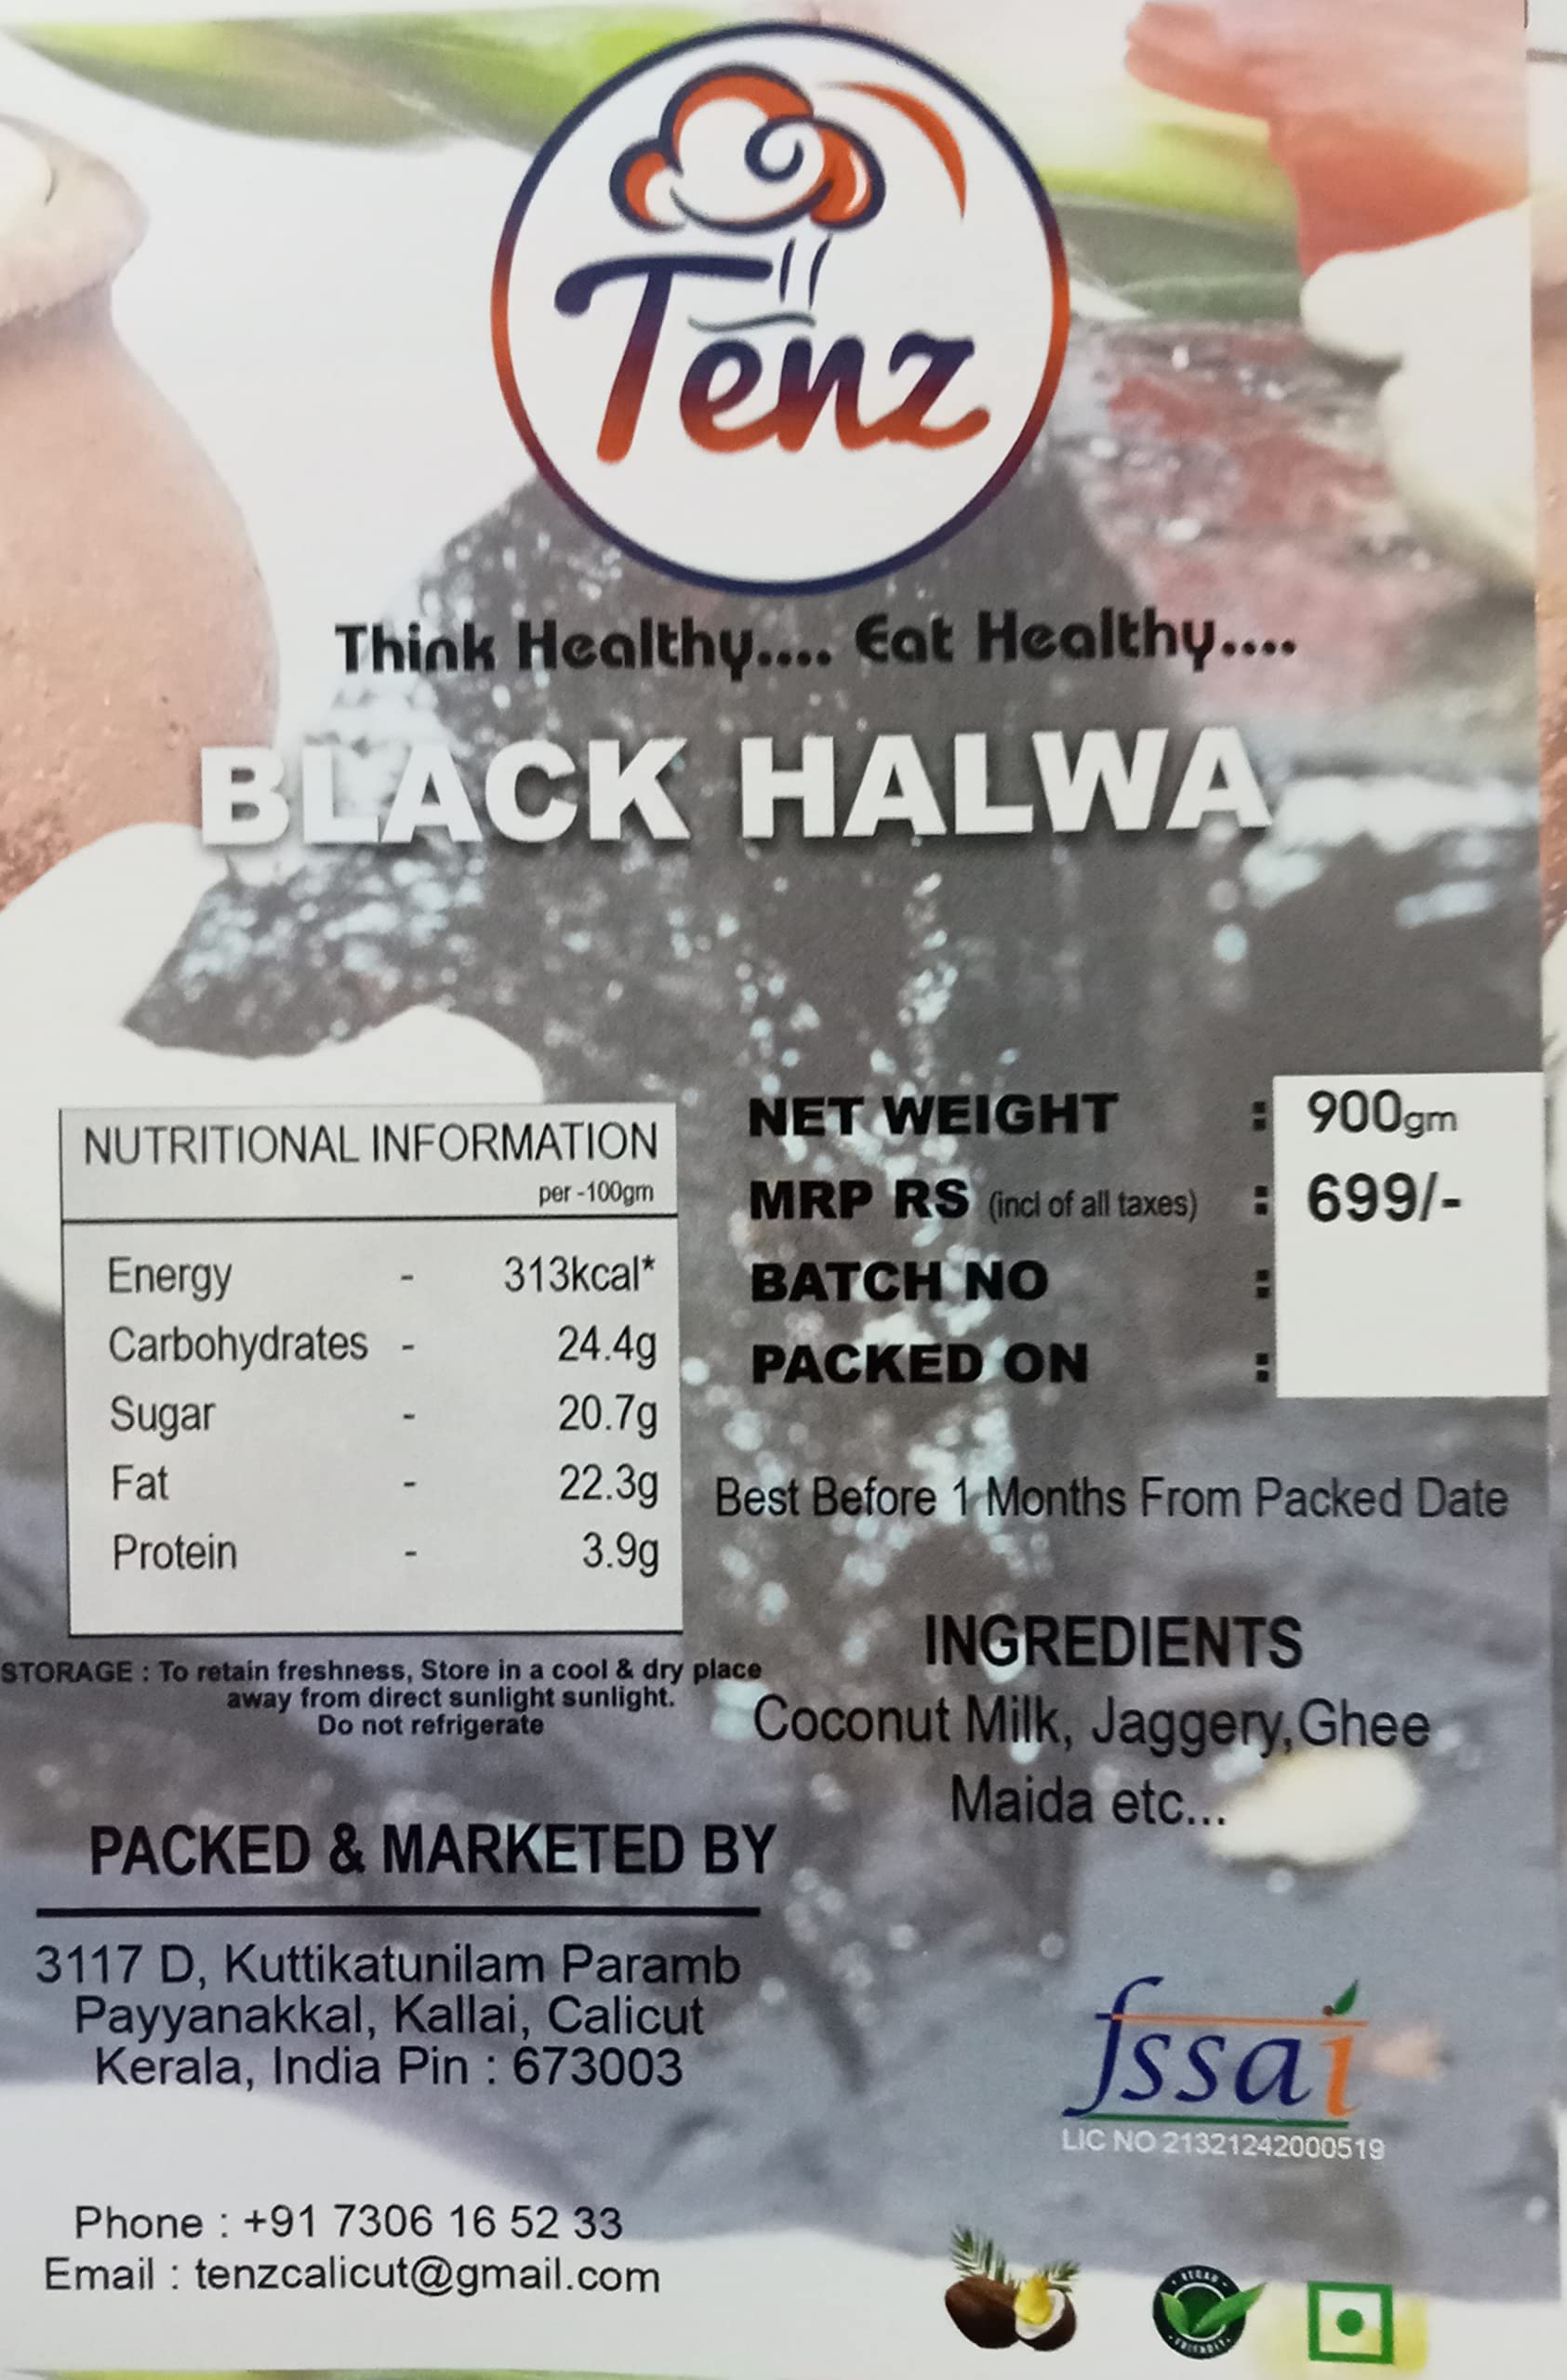 Tenz
Think Healthy.... Eat Healthy....
BLACK HALWA
NUTRITIONAL INFORMATION
per -100gm
Energy - 313kcal*
Carbohydrates - 24.4g
Sugar - 20.7g
Fat - 22.3g
Protein - 3.9g
NET WEIGHT : 900gm
MRP RS (incl of all taxes) : 699/-
BATCH NO :
PACKED ON :
Best Before 1 Months From Packed Date
STORAGE : To retain freshness, Store in a cool & dry place
away from direct sunlight sunlight.
Do not refrigerate
INGREDIENTS
Coconut Milk, Jaggery,Ghee
Maida etc...
PACKED & MARKETED BY
3117 D, Kuttikatunilam Paramb
Payyanakkal, Kallai, Calicut
Kerala, India Pin : 673003
fssai
LIC NO 21321242000519
Phone : +91 7306 16 52 33
Email : tenzcalicut@gmail.com
VEGAN
FRIENDLY